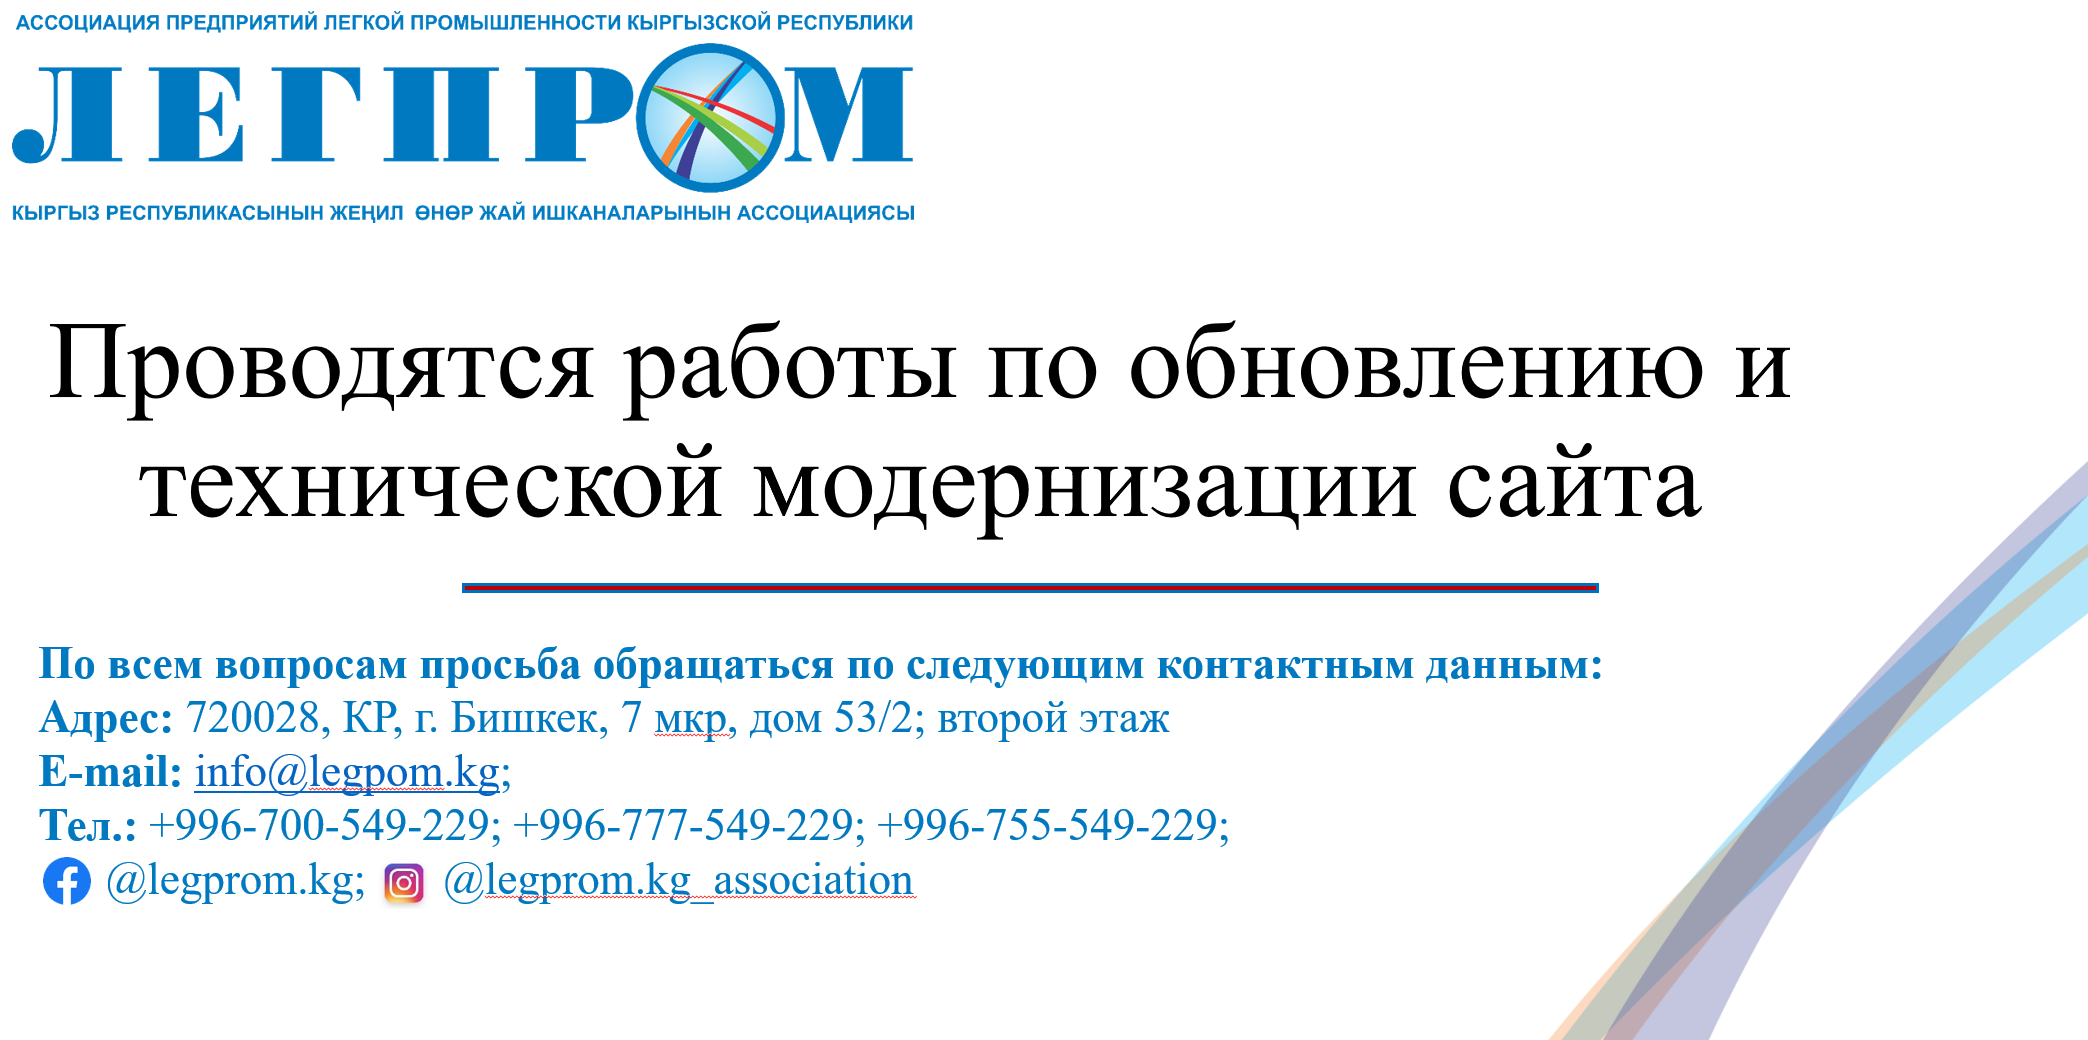 АССОЦИАЦИЯ ПРЕДПРИЯТИЙ ЛЕГКОЙ ПРОМЫШЛЕННОСТИ КЫРГЫЗСКОЙ РЕСПУБЛИКИ
ЛЕГПРОМ
КЫРГЫЗ РЕСПУБЛИКАСЫНЫН ЖЕҢИЛ ӨНӨР ЖАЙ ИШКАНАЛАРЫНЫН АССОЦИАЦИЯСЫ
Проводятся работы по обновлению и
технической модернизации сайта
По всем вопросам просьба обращаться по следующим контактным данным:
Адрес: 720028, КР, г. Бишкек, 7 мкр, дом 53/2; второй этаж
E-mail: info@legpom.kg;
Тел.: +996-700-549-229; +996-777-549-229; +996-755-549-229;
@legprom.kg; @legprom.kg_association